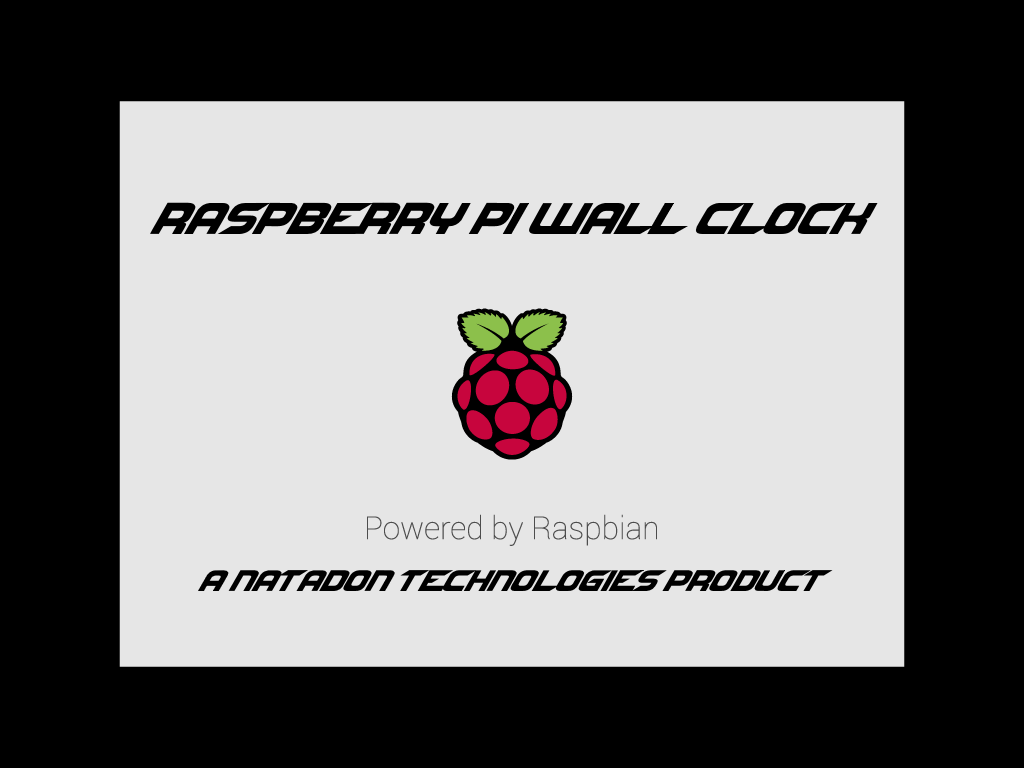 RASPBERRY PI WALL CLOCK
Powered by Raspbian
A NATADON TECHNOLOGIES PRODUCT